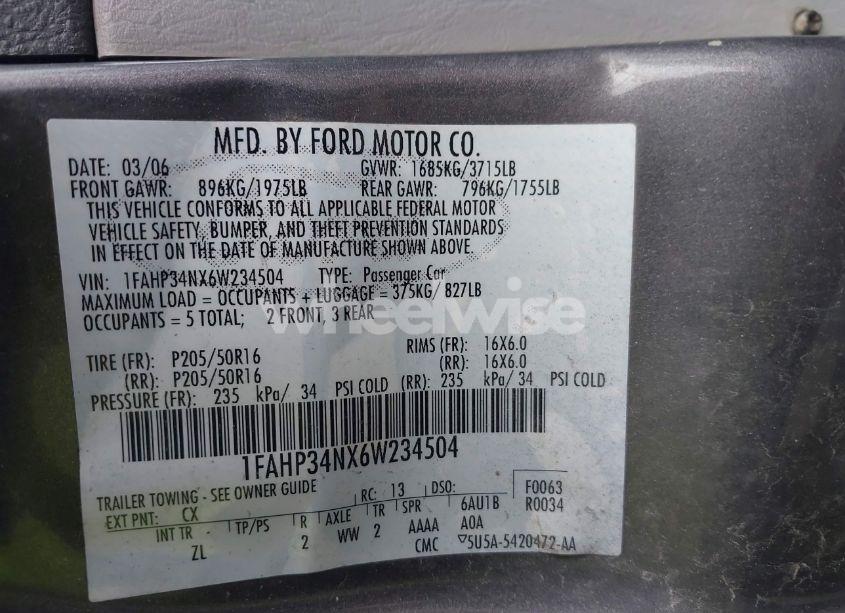 MFD. BY FORD MOTOR CO.
DATE: 03/06 GVWR: 1685KG/3715LB
FRONT GAWR: 896KG/1975LB REAR GAWR: 796KG/1755LB
THIS VEHICLE CONFORMS TO ALL APPLICABLE FEDERAL MOTOR
VEHICLE SAFETY, BUMPER, AND THEFT PREVENTION STANDARDS
IN EFFECT ON THE DATE OF MANUFACTURE SHOWN ABOVE.
VIN: 1FAHP34NX6W234504 TYPE: Passenger Car
MAXIMUM LOAD = OCCUPANTS + LUGGAGE = 375KG/ 827LB
OCCUPANTS = 5 TOTAL; 2 FRONT, 3 REAR
wheelwise
TIRE (FR): P205/50R16 RIMS (FR): 16X6.0
(RR): P205/50R16 (RR): 16X6.0
PRESSURE (FR): 235 kPa/ 34 PSI COLD (RR): 235 kPa/ 34 PSI COLD
1FAHP34NX6W234504
TRAILER TOWING - SEE OWNER GUIDE RC: 13 DSO: F0063
EXT PNT: CX R AXLE TR SPR 6AU1B R0034
INT TR - TP/PS 2 WW 2 AAAA A0A
ZL CMC ▽5U5A-5420472-AA